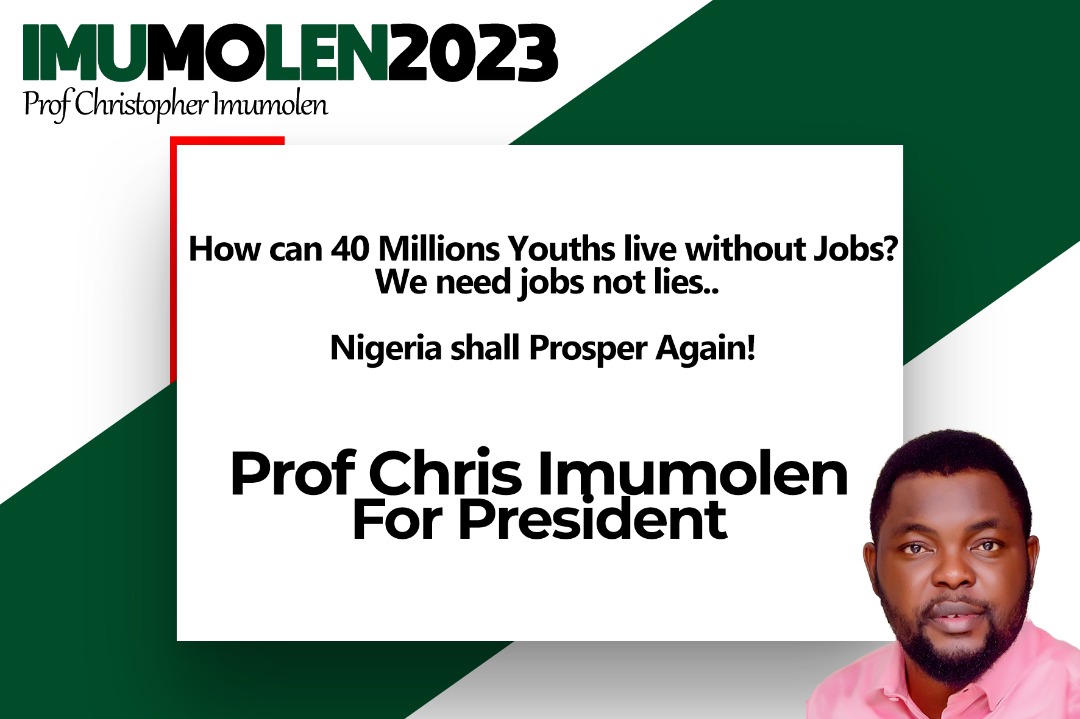 IMUMOLEN2023
Prof Christopher Imumolen
How can 40 Millions Youths live without Jobs?
We need jobs not lies..
Nigeria shall Prosper Again!
Prof Chris Imumolen
For President